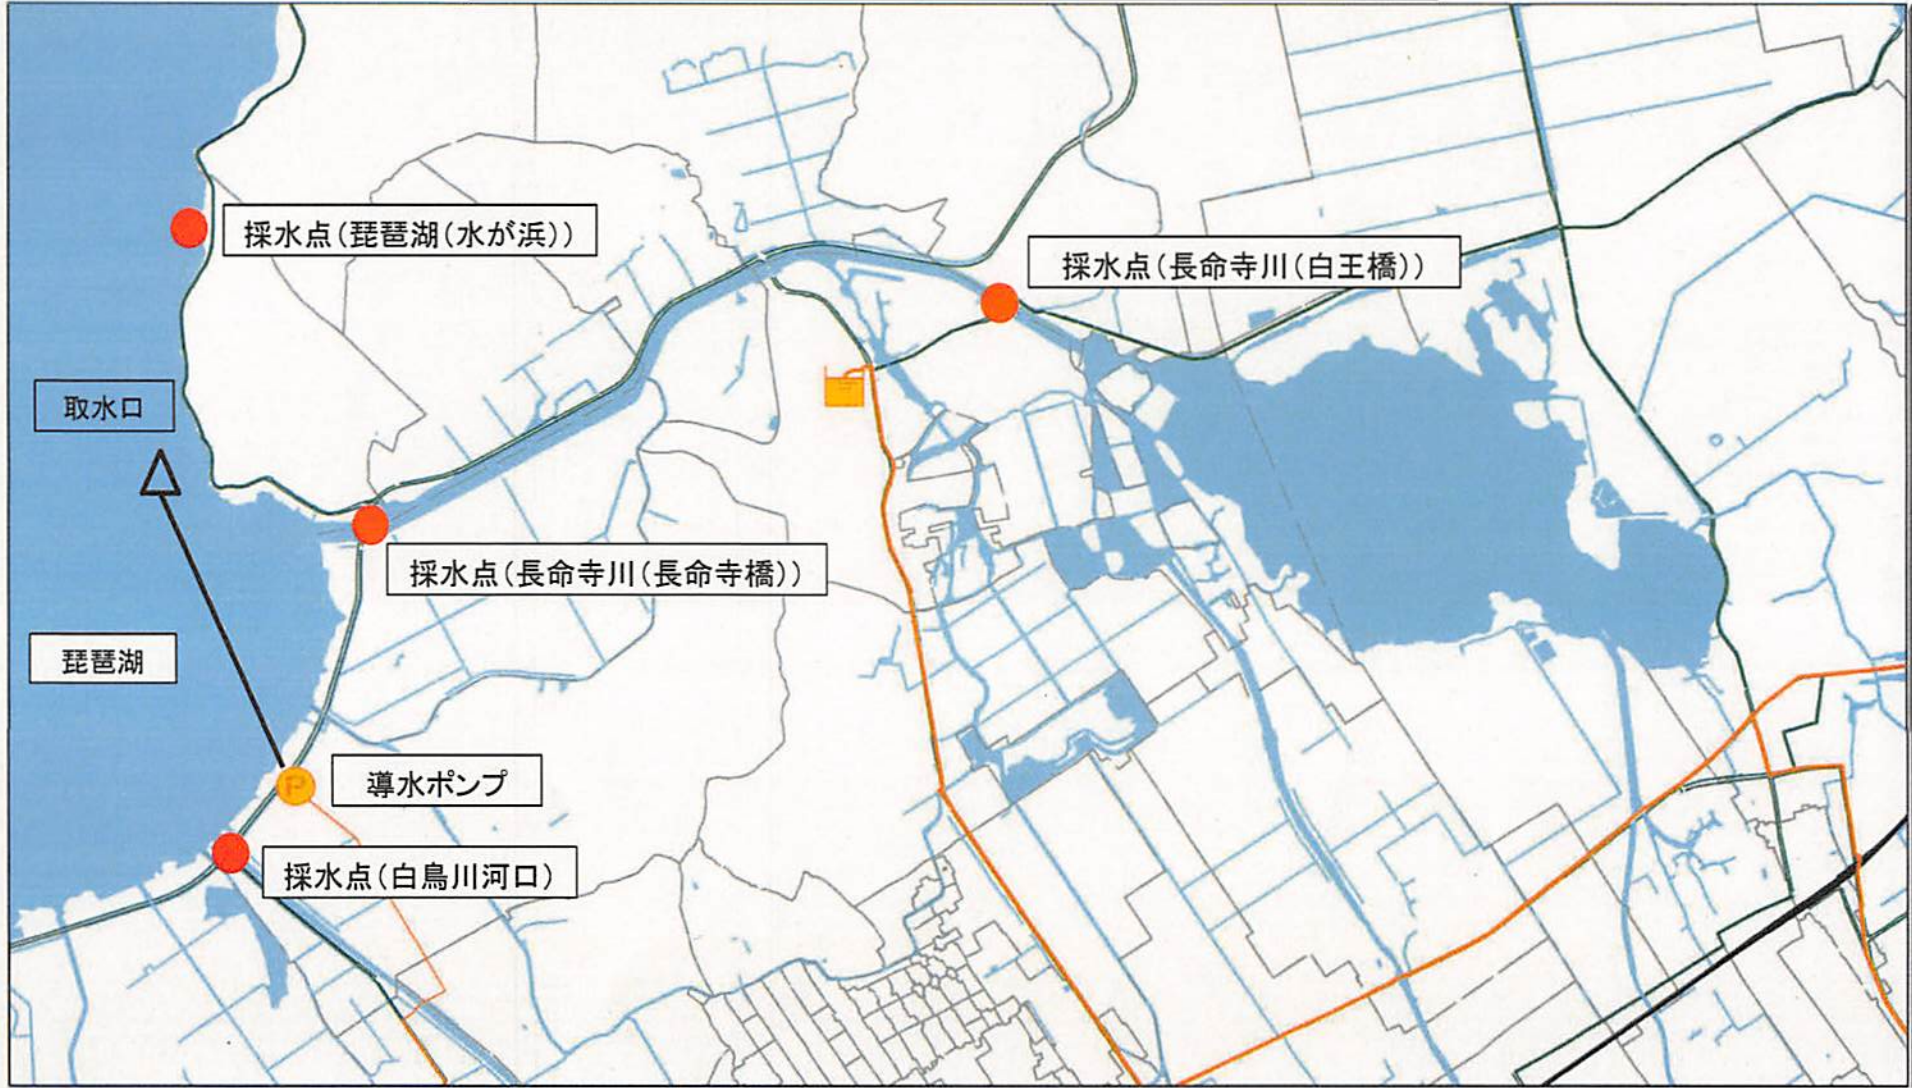 採水点(琵琶湖(水が浜))
採水点(長命寺川(白王橋))
取水口
採水点(長命寺川(長命寺橋))
琵琶湖
P
導水ポンプ
採水点(白鳥川河口)